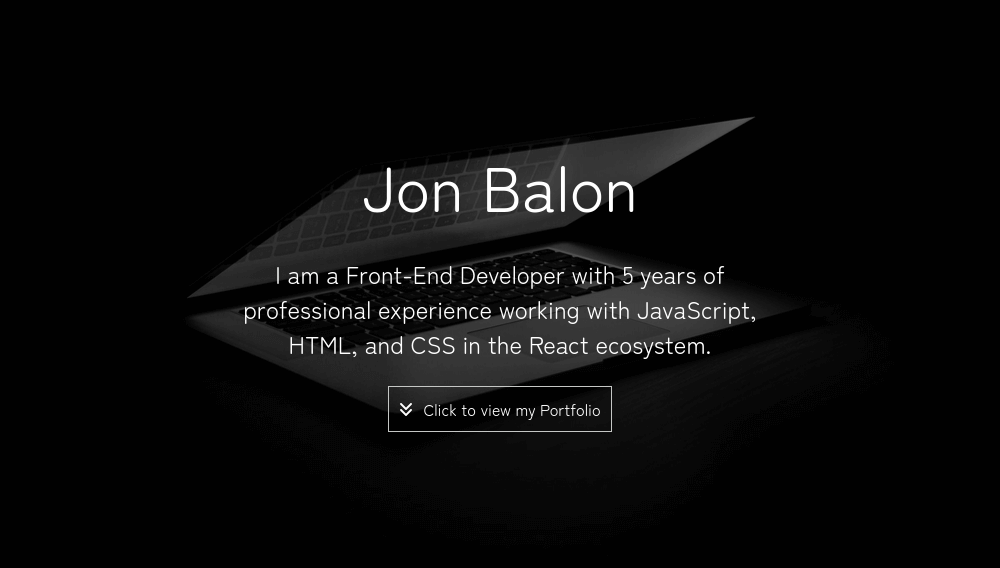 Jon Balon
I am a Front-End Developer with 5 years of
professional experience working with JavaScript,
HTML, and CSS in the React ecosystem.
Click to view my Portfolio